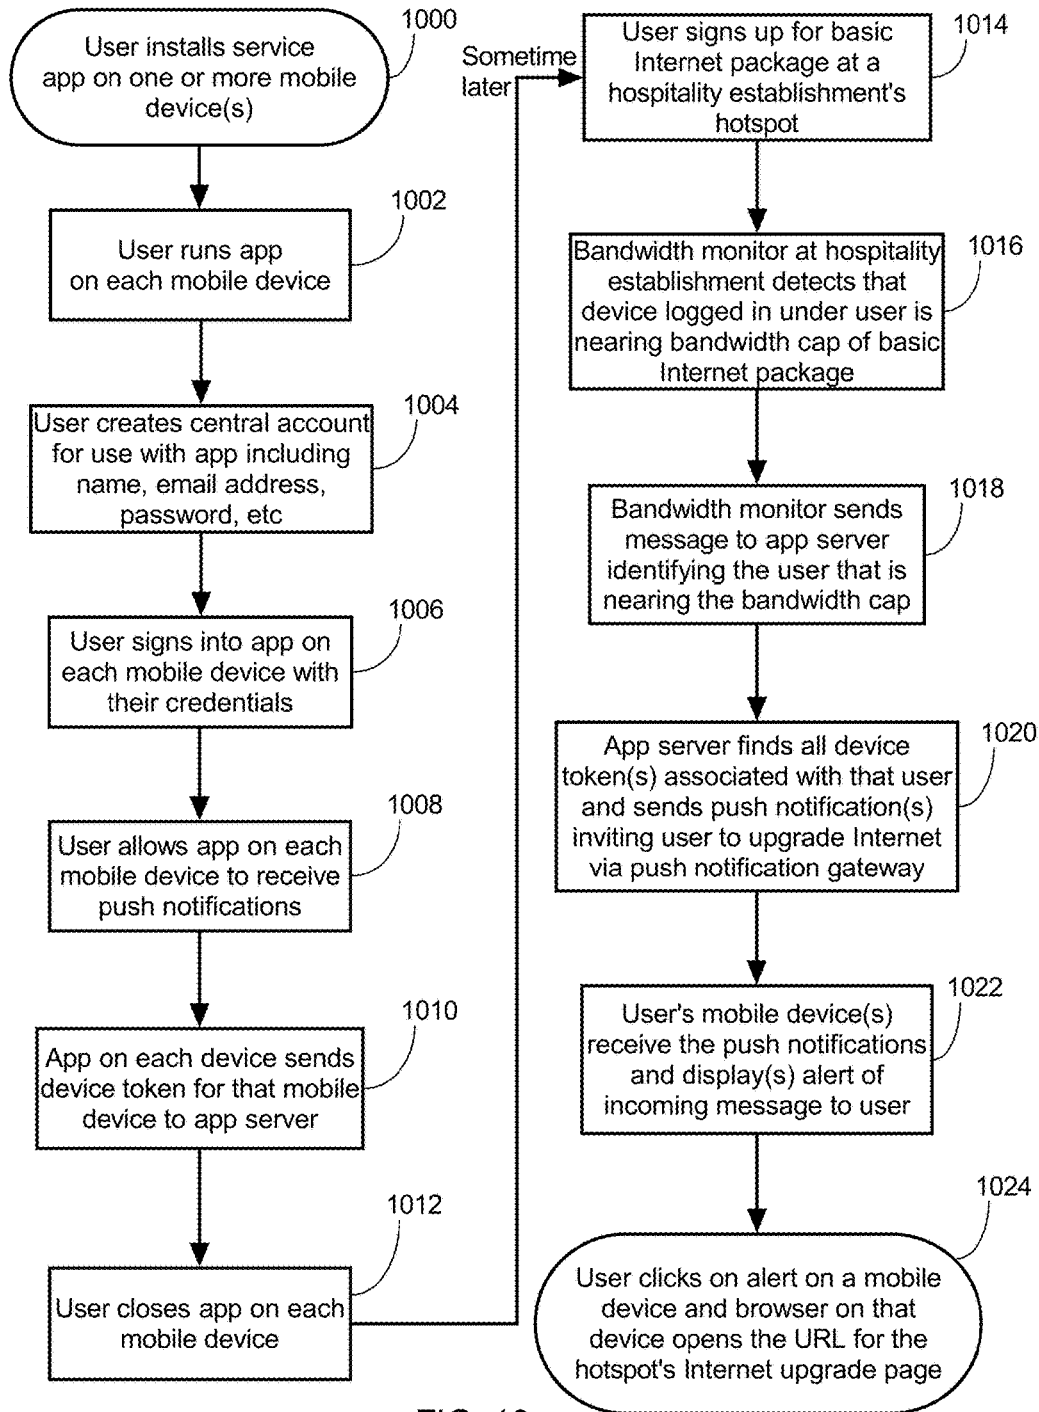 1000
User installs service
app on one or more mobile
device(s)
1002
User runs app
on each mobile device
1004
User creates central account
for use with app including
name, email address,
password, etc
1006
User signs into app on
each mobile device with
their credentials
1008
User allows app on each
mobile device to receive
push notifications
1010
App on each device sends
device token for that mobile
device to app server
1012
User closes app on each
mobile device
Sometime
later
1014
User signs up for basic
Internet package at a
hospitality establishment's
hotspot
1016
Bandwidth monitor at hospitality
establishment detects that
device logged in under user is
nearing bandwidth cap of basic
Internet package
1018
Bandwidth monitor sends
message to app server
identifying the user that is
nearing the bandwidth cap
1020
App server finds all device
token(s) associated with that user
and sends push notification(s)
inviting user to upgrade Internet
via push notification gateway
1022
User's mobile device(s)
receive the push notifications
and display(s) alert of
incoming message to user
1024
User clicks on alert on a mobile
device and browser on that
device opens the URL for the
hotspot's Internet upgrade page